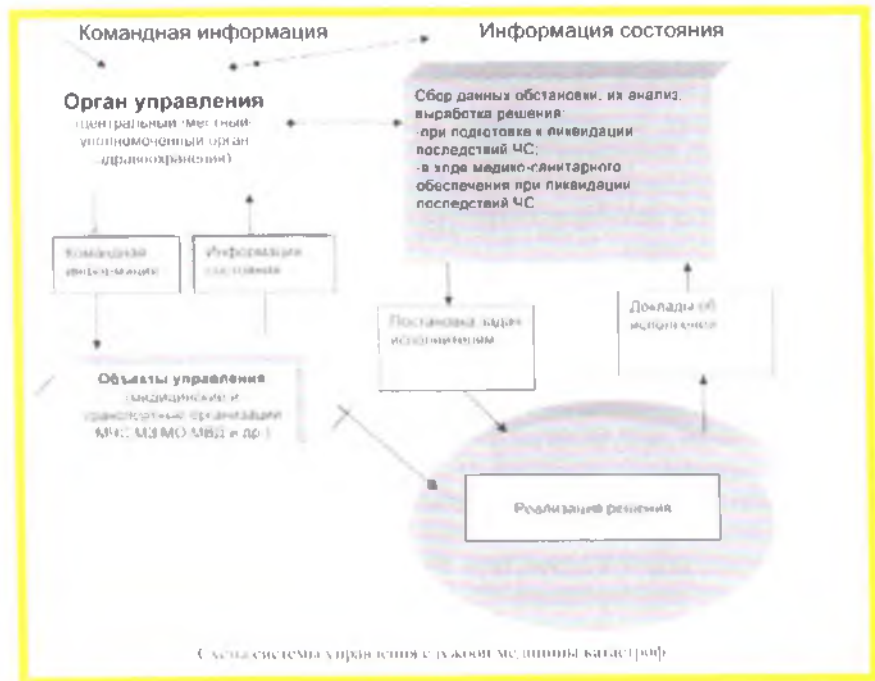 Командная информация
Информация состояния
Орган управления
(центральный местный
уполномоченный орган
здравоохранения)
Сбор данных обстановки, их анализ,
выработка решения:
-при подготовке к ликвидации
последствий ЧС;
-в ходе медико-санитарного
обеспечения при ликвидации
последствий ЧС
Командная
информация
Информация
состояния
Постановка задач
исполнителям
Доклады об
исполнении
Объекты управления
(медицинские и
транспортные организации
МЧС МЗ МО МВД и др.)
Реализация решения
Схема системы управления службой медицины катастроф